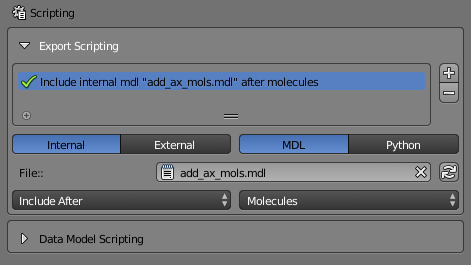 Scripting
Export Scripting
Include internal mdl "add_ax_mols.mdl" after molecules
Internal External MDL Python
File:: add_ax_mols.mdl
Include After Molecules
Data Model Scripting